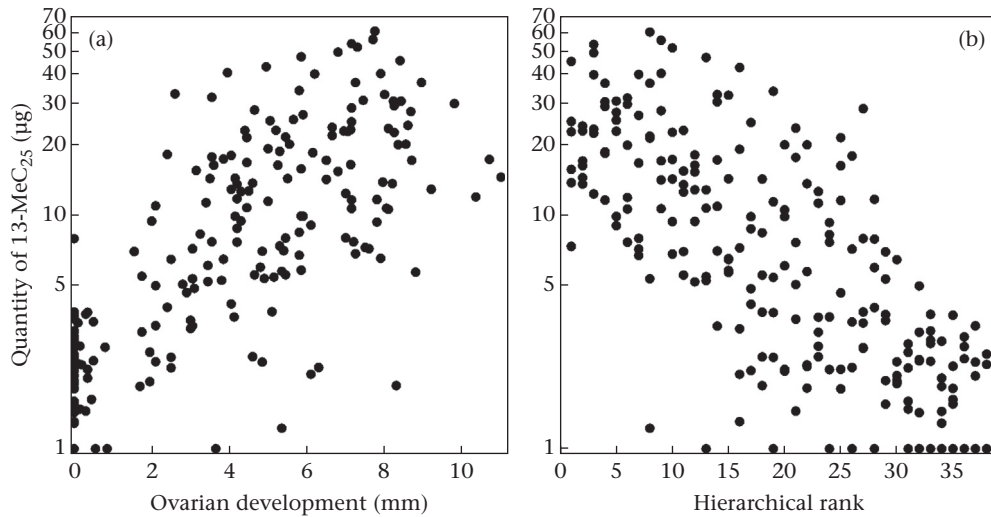 Quantity of 13-MeC₂₅ (µg)
70
60
50
40
30
20
10
5
1
(a)
0 2 4 6 8 10
Ovarian development (mm)
70
60
50
40
30
20
10
5
1
(b)
0 5 10 15 20 25 30 35
Hierarchical rank